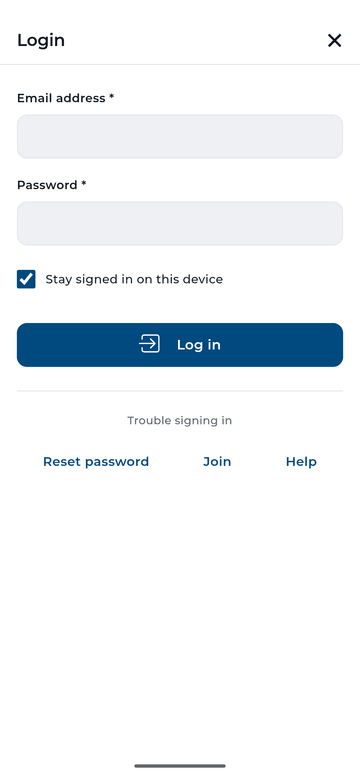 Login
Email address *
Password *
Stay signed in on this device
Log in
Trouble signing in
Reset password Join Help